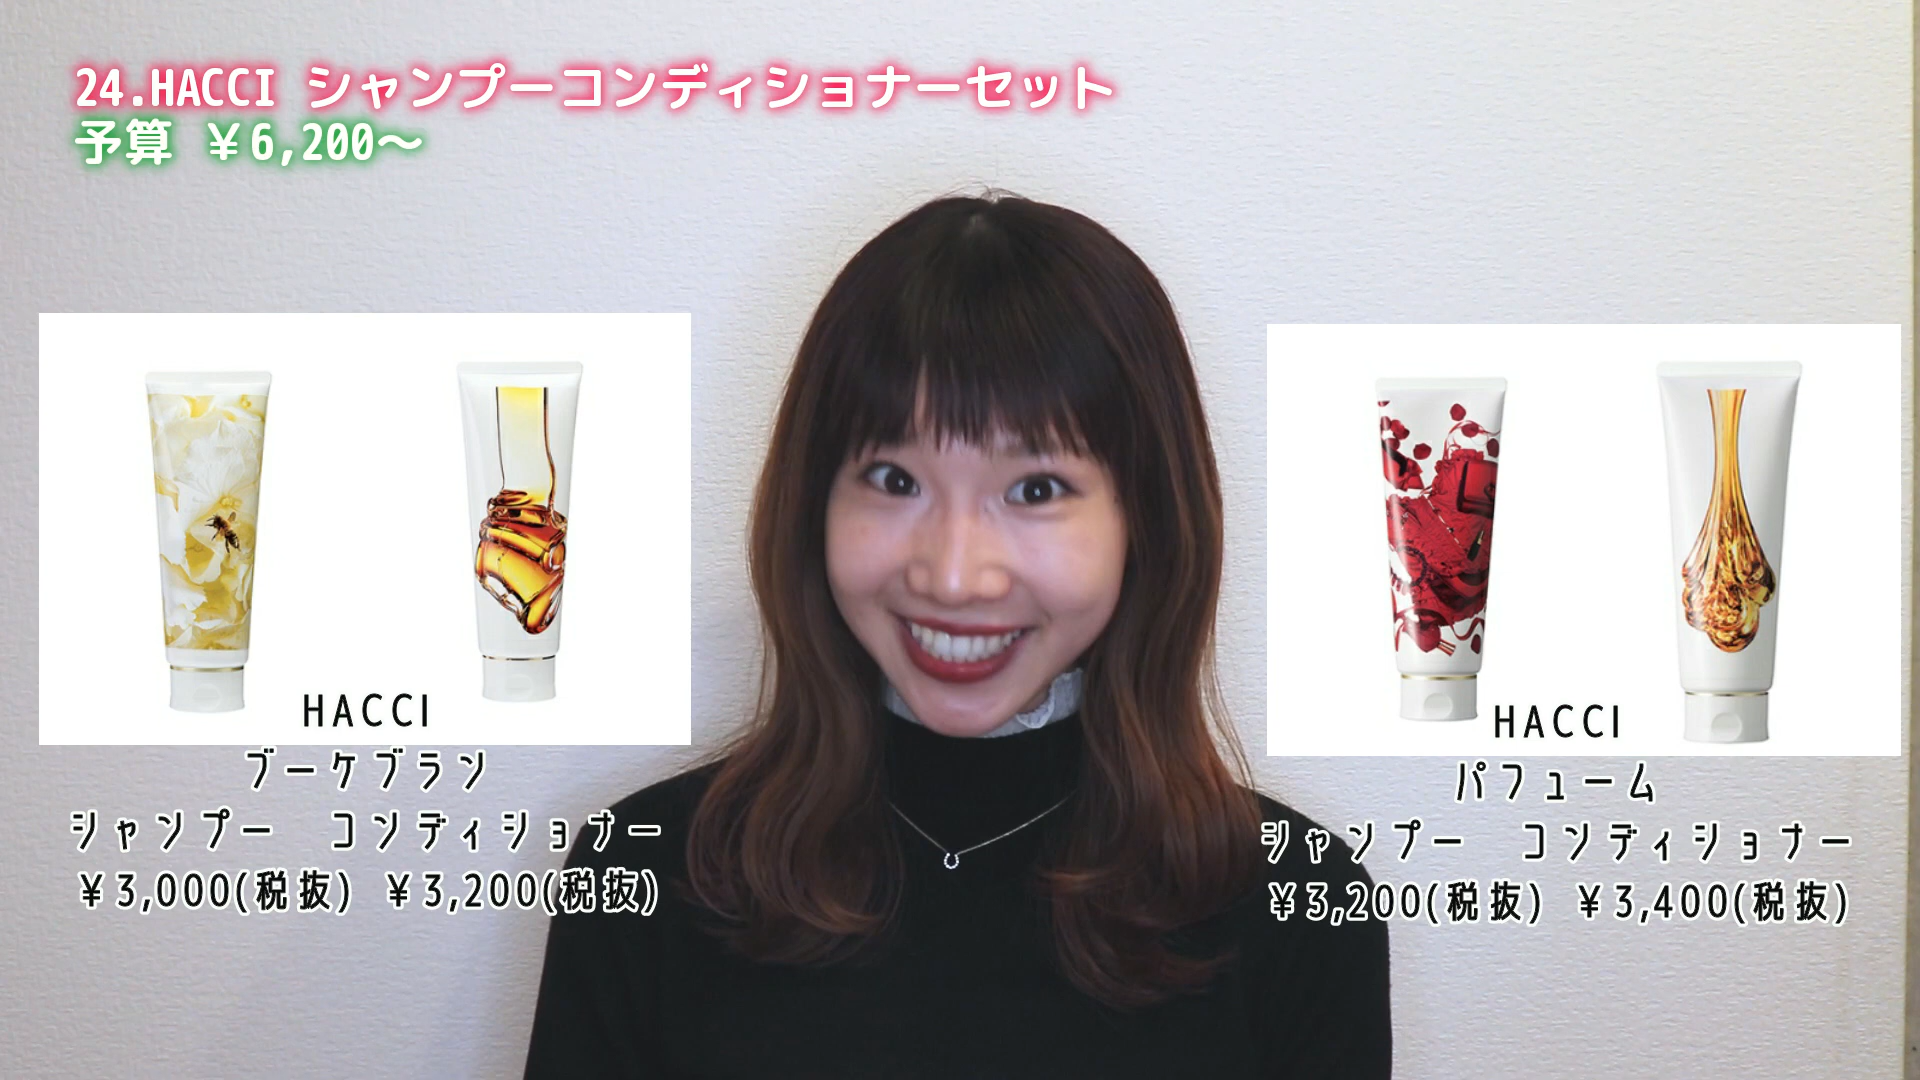 24.HACCI シャンプーコンディショナーセット
予算 ￥6,200〜
HACCI
ブーケブラン
シャンプー　コンディショナー
￥3,000(税抜) ￥3,200(税抜)
HACCI
パフューム
シャンプー　コンディショナー
￥3,200(税抜) ￥3,400(税抜)